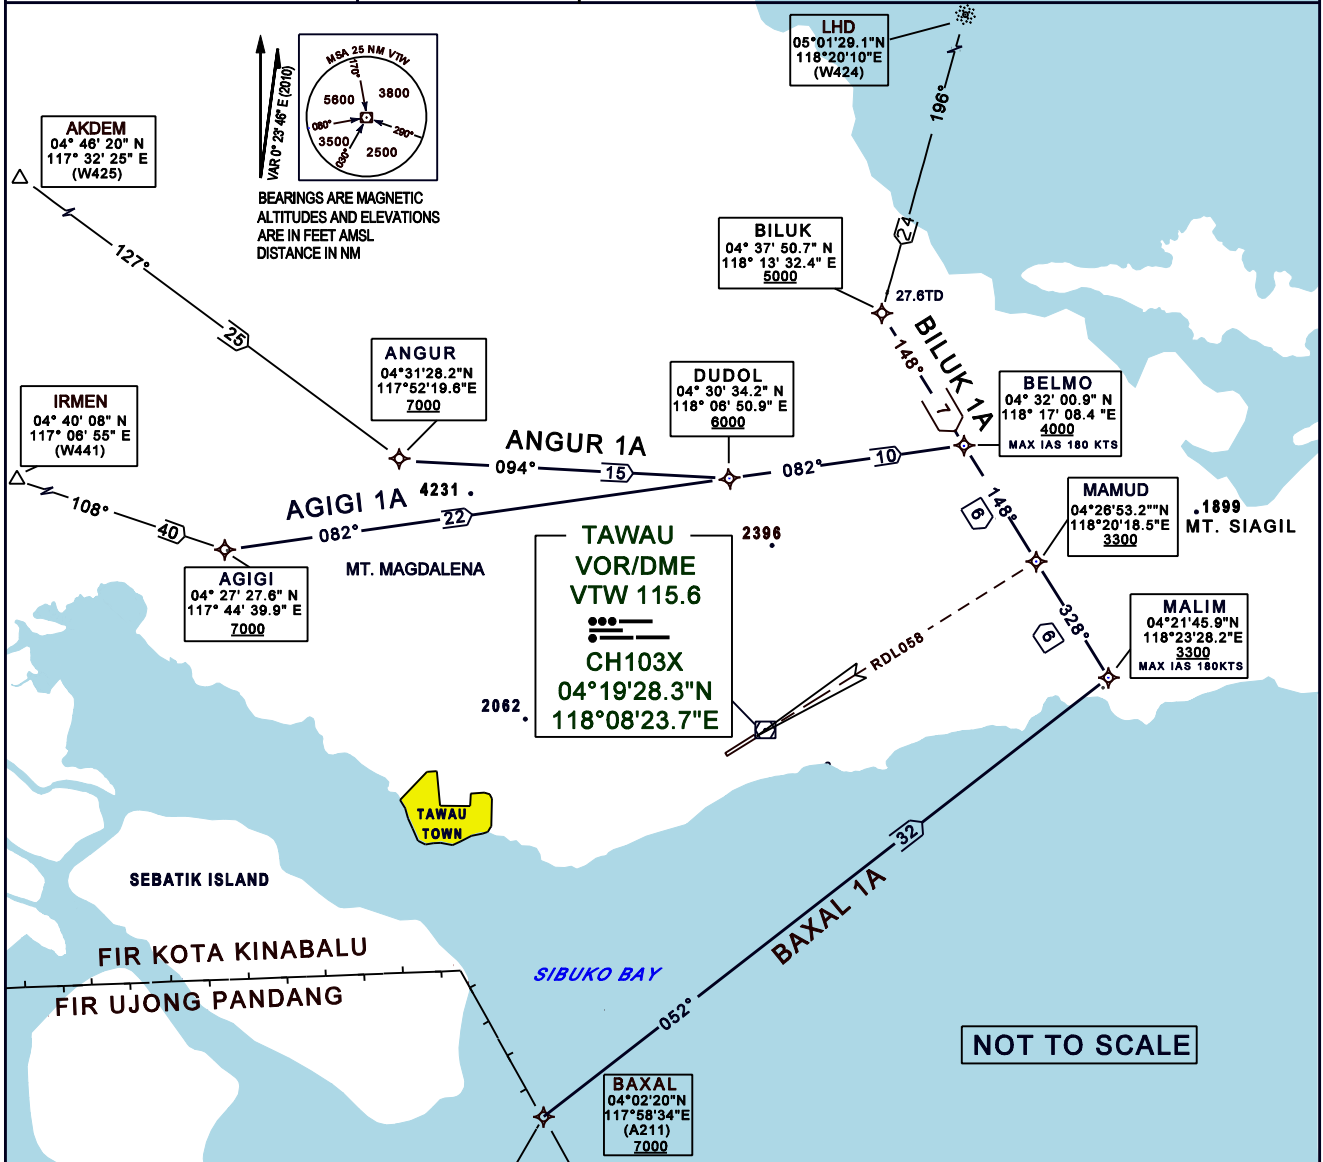 LHD
05°01'29.1"N
118°20'10"E
(W424)
196°
24
VAR 0° 23' 46" E (2010)
MSA 25 NM VTW
170°
5600
3800
080°
290°
3500
030°
2500
BEARINGS ARE MAGNETIC
ALTITUDES AND ELEVATIONS
ARE IN FEET AMSL
DISTANCE IN NM
AKDEM
04° 46' 20" N
117° 32' 25" E
(W425)
127°
25
BILUK
04° 37' 50.7" N
118° 13' 32.4" E
5000
27.6TD
BILUK 1A
148°
7
ANGUR
04°31'28.2"N
117°52'19.6"E
7000
DUDOL
04° 30' 34.2" N
118° 06' 50.9" E
6000
BELMO
04° 32' 00.9" N
118° 17' 08.4 "E
4000
MAX IAS 180 KTS
IRMEN
04° 40' 08" N
117° 06' 55" E
(W441)
108°
40
ANGUR 1A
094°
15
082°
10
AGIGI 1A
4231
082°
22
MT. MAGDALENA
AGIGI
04° 27' 27.6" N
117° 44' 39.9" E
7000
148°
6
MAMUD
04°26'53.2""N
118°20'18.5"E
3300
1899
MT. SIAGIL
TAWAU
VOR/DME
VTW 115.6
CH103X
04°19'28.3"N
118°08'23.7"E
2396
RDL058
328°
6
MALIM
04°21'45.9"N
118°23'28.2"E
3300
MAX IAS 180KTS
2062
TAWAU
TOWN
32
BAXAL 1A
052°
SEBATIK ISLAND
FIR KOTA KINABALU
FIR UJONG PANDANG
SIBUKO BAY
NOT TO SCALE
BAXAL
04°02'20"N
117°58'34"E
(A211)
7000